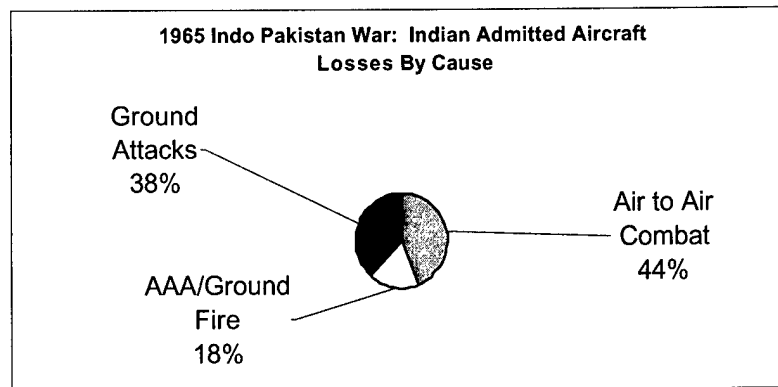 1965 Indo Pakistan War: Indian Admitted Aircraft
Losses By Cause
Ground
Attacks
38%
Air to Air
Combat
44%
AAA/Ground
Fire
18%